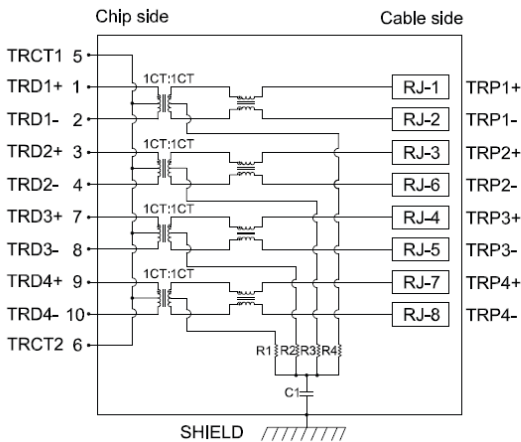 Chip side Cable side
TRCT1 5
1CT:1CT
TRD1+ 1 RJ-1 TRP1+
TRD1- 2 RJ-2 TRP1-
1CT:1CT
TRD2+ 3 RJ-3 TRP2+
TRD2- 4 RJ-6 TRP2-
1CT:1CT
TRD3+ 7 RJ-4 TRP3+
TRD3- 8 RJ-5 TRP3-
1CT:1CT
TRD4+ 9 RJ-7 TRP4+
TRD4- 10 RJ-8 TRP4-
TRCT2 6
R1 R2 R3 R4
C1
SHIELD